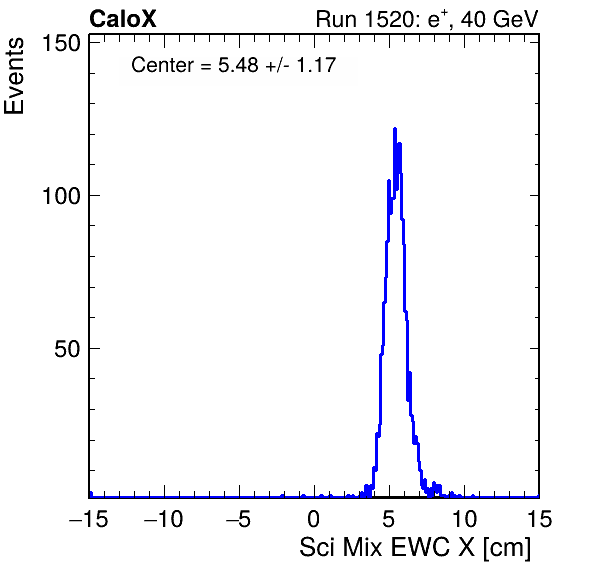 CaloX Run 1520: e⁺, 40 GeV
Events
150
Center = 5.48 +/- 1.17
100
50
−15 −10 −5 0 5 10 15
Sci Mix EWC X [cm]